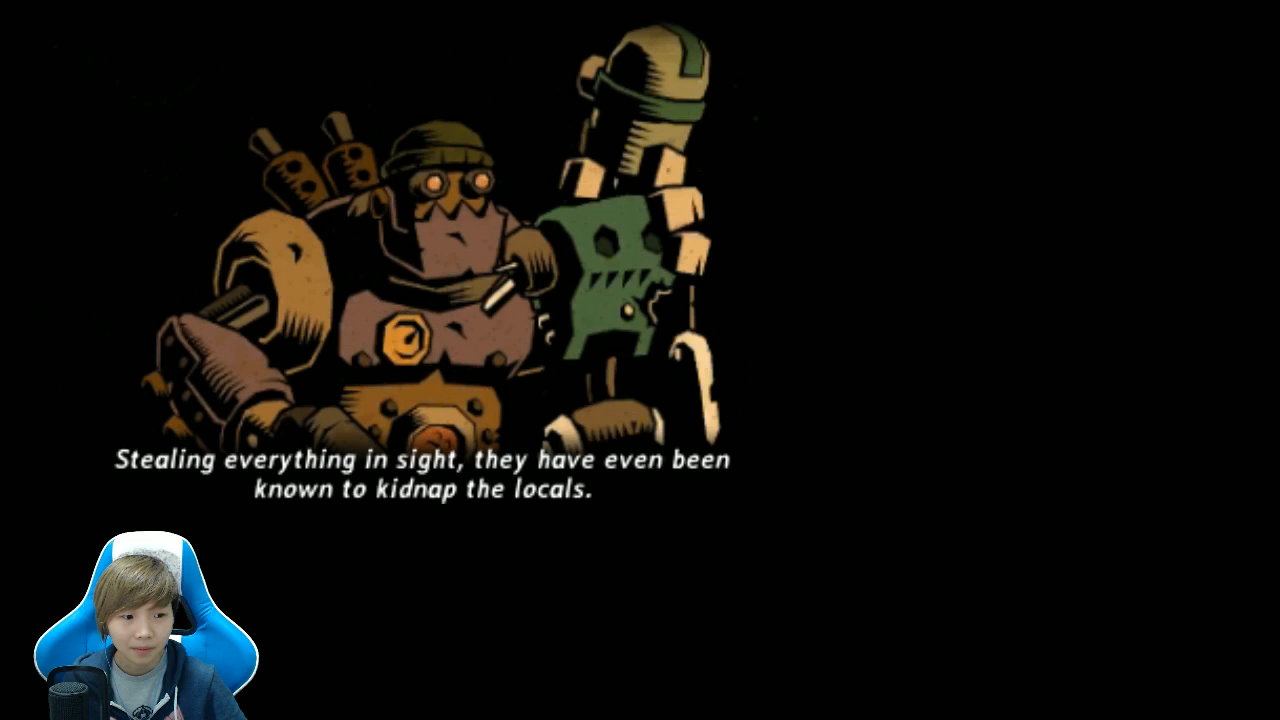 Stealing everything in sight, they have even been
known to kidnap the locals.